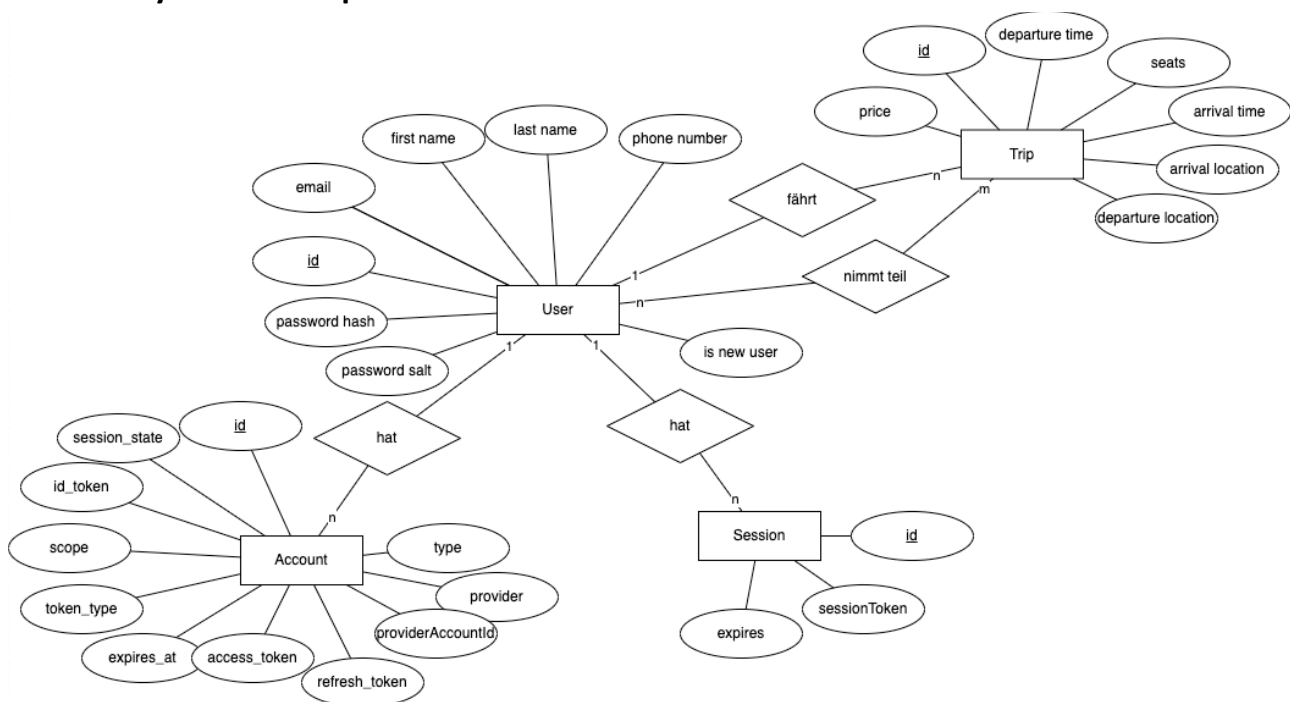 id
departure time
seats
price
arrival time
Trip
arrival location
departure location
first name
last name
phone number
email
fährt
n
m
id
1
nimmt teil
n
User
password hash
is new user
password salt
1
1
hat
hat
id
session_state
id_token
n
n
scope
Account
type
Session
id
token_type
provider
providerAccountId
sessionToken
expires
expires_at
access_token
refresh_token